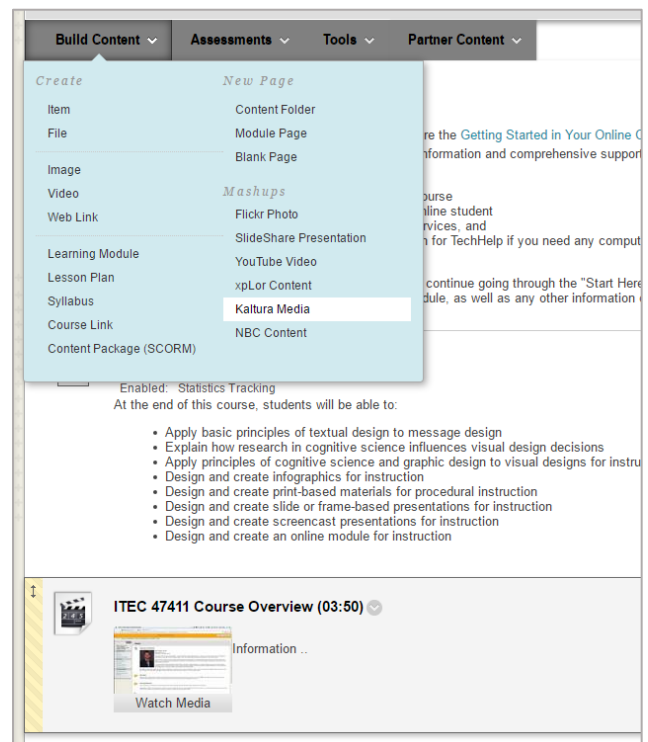 Build Content Assessments Tools Partner Content
Create
Item
File
Image
Video
Web Link
Learning Module
Lesson Plan
Syllabus
Course Link
Content Package (SCORM)
New Page
Content Folder
Module Page
Blank Page
Mashups
Flickr Photo
SlideShare Presentation
YouTube Video
xpLor Content
Kaltura Media
NBC Content
re the Getting Started in Your Online
nformation and comprehensive support
ourse
nline student
rvices, and
n for TechHelp if you need any comput
continue going through the "Start Here
dule, as well as any other information
Enabled: Statistics Tracking
At the end of this course, students will be able to:
• Apply basic principles of textual design to message design
• Explain how research in cognitive science influences visual design decisions
• Apply principles of cognitive science and graphic design to visual designs for instru
• Design and create infographics for instruction
• Design and create print-based materials for procedural instruction
• Design and create slide or frame-based presentations for instruction
• Design and create screencast presentations for instruction
• Design and create an online module for instruction
ITEC 47411 Course Overview (03:50)
Information ..
Watch Media